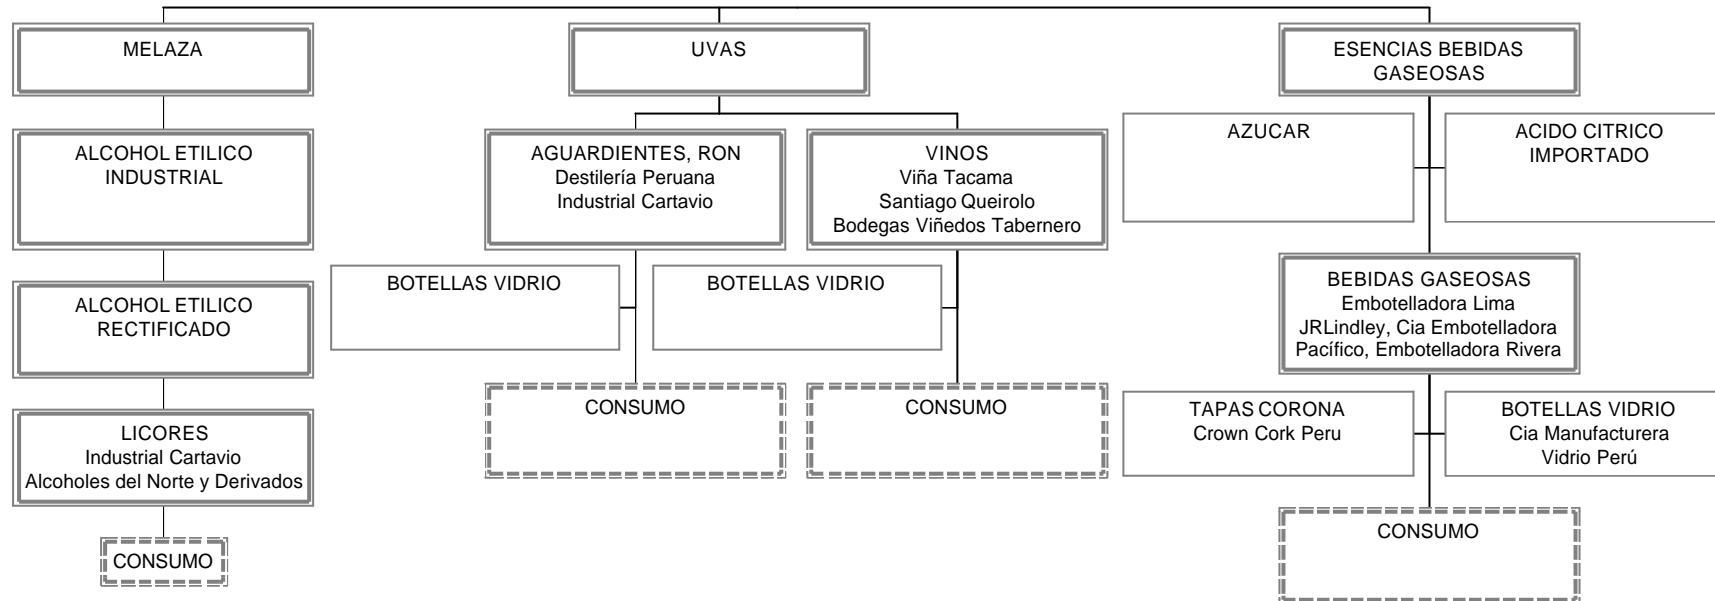 MELAZA
UVAS
ESENCIAS BEBIDAS
GASEOSAS
ALCOHOL ETILICO
INDUSTRIAL
AGUARDIENTES, RON
Destilería Peruana
Industrial Cartavio
VINOS
Viña Tacama
Santiago Queirolo
Bodegas Viñedos Tabernero
AZUCAR
ACIDO CITRICO
IMPORTADO
ALCOHOL ETILICO
RECTIFICADO
BOTELLAS VIDRIO
BOTELLAS VIDRIO
BEBIDAS GASEOSAS
Embotelladora Lima
JRLindley, Cia Embotelladora
Pacífico, Embotelladora Rivera
LICORES
Industrial Cartavio
Alcoholes del Norte y Derivados
CONSUMO
CONSUMO
TAPAS CORONA
Crown Cork Peru
BOTELLAS VIDRIO
Cia Manufacturera
Vidrio Perú
CONSUMO
CONSUMO